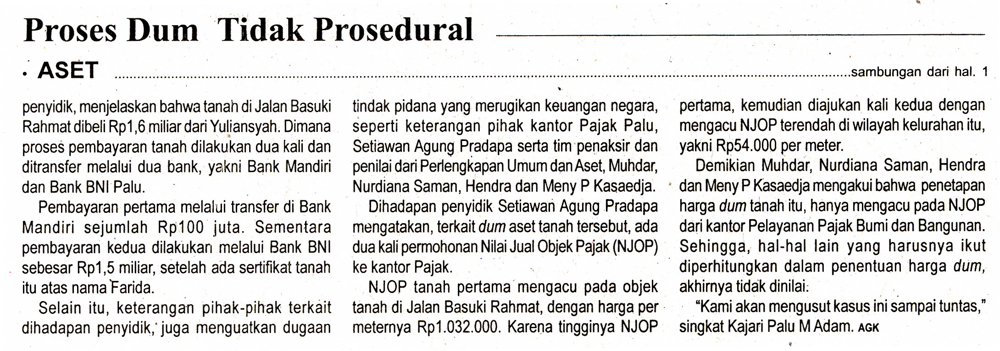 Proses Dum Tidak Prosedural
• ASET ........................sambungan dari hal. 1
penyidik, menjelaskan bahwa tanah di Jalan Basuki
Rahmat dibeli Rp1,6 miliar dari Yuliansyah. Dimana
proses pembayaran tanah dilakukan dua kali dan
ditransfer melalui dua bank, yakni Bank Mandiri
dan Bank BNI Palu.
Pembayaran pertama melalui transfer di Bank
Mandiri sejumlah Rp100 juta. Sementara
pembayaran kedua dilakukan melalui Bank BNI
sebesar Rp1,5 miliar, setelah ada sertifikat tanah
itu atas nama Farida.
Selain itu, keterangan pihak-pihak terkait
dihadapan penyidik, juga menguatkan dugaan
tindak pidana yang merugikan keuangan negara,
seperti keterangan pihak kantor Pajak Palu,
Setiawan Agung Pradapa serta tim penaksir dan
penilai dari Perlengkapan Umum dan Aset, Muhdar,
Nurdiana Saman, Hendra dan Meny P Kasaedja.
Dihadapan penyidik Setiawan Agung Pradapa
mengatakan, terkait dum aset tanah tersebut, ada
dua kali permohonan Nilai Jual Objek Pajak (NJOP)
ke kantor Pajak.
NJOP tanah pertama mengacu pada objek
tanah di Jalan Basuki Rahmat, dengan harga per
meternya Rp1.032.000. Karena tingginya NJOP
pertama, kemudian diajukan kali kedua dengan
mengacu NJOP terendah di wilayah kelurahan itu,
yakni Rp54.000 per meter.
Demikian Muhdar, Nurdiana Saman, Hendra
dan Meny P Kasaedja mengakui bahwa penetapan
harga dum tanah itu, hanya mengacu pada NJOP
dari kantor Pelayanan Pajak Bumi dan Bangunan.
Sehingga, hal-hal lain yang harusnya ikut
diperhitungkan dalam penentuan harga dum,
akhirnya tidak dinilai.
“Kami akan mengusut kasus ini sampai tuntas,”
singkat Kajari Palu M Adam. AGK